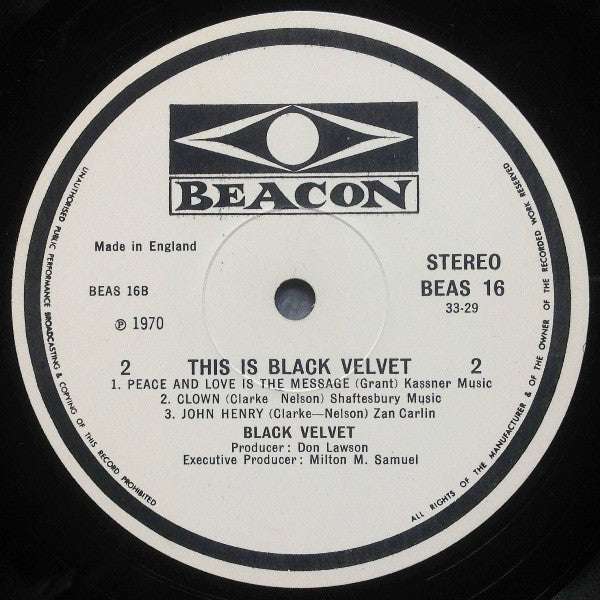 BEACON
Made in England
STEREO
BEAS 16B
BEAS 16
33-29
℗ 1970
2 THIS IS BLACK VELVET 2
1. PEACE AND LOVE IS THE MESSAGE (Grant) Kassner Music
2. CLOWN (Clarke Nelson) Shaftesbury Music
3. JOHN HENRY (Clarke—Nelson) Zan Carlin
BLACK VELVET
Producer: Don Lawson
Executive Producer: Milton M. Samuel
UNAUTHORISED PUBLIC PERFORMANCE BROADCASTING & COPYING OF THIS RECORD PROHIBITED
ALL RIGHTS OF THE MANUFACTURER & OF THE OWNER OF THE RECORDED WORK RESERVED